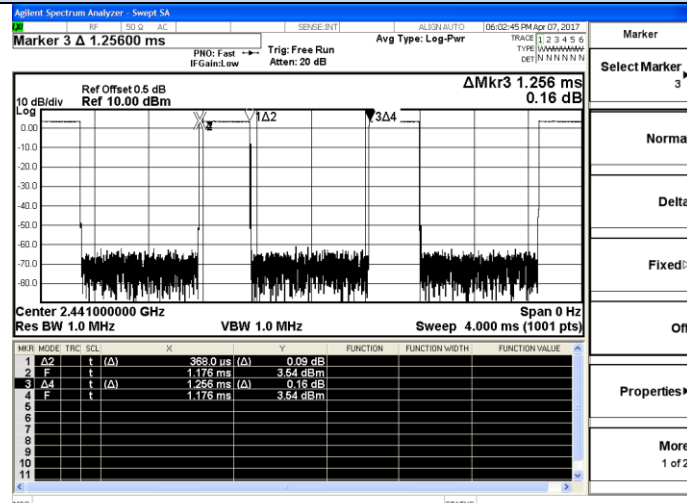 Agilent Spectrum Analyzer - Swept SA
RF 50 Ω AC SENSE:INT ALIGN AUTO 06:02:45 PM Apr 07, 2017
Marker 3 Δ 1.25600 ms
PNO: Fast Trig: Free Run Avg Type: Log-Pwr TRACE 1 2 3 4 5 6
IFGain:Low Atten: 20 dB TYPE WWWWWW
DET N N N N N N
ΔMkr3 1.256 ms
0.16 dB
Ref Offset 0.5 dB
10 dB/div Ref 10.00 dBm
Log
1Δ2 3Δ4
0.00
-10.0
-20.0
-30.0
-40.0
-50.0
-60.0
-70.0
-80.0
Center 2.441000000 GHz Span 0 Hz
Res BW 1.0 MHz VBW 1.0 MHz Sweep 4.000 ms (1001 pts)
MKR MODE TRC SCL X Y FUNCTION FUNCTION WIDTH FUNCTION VALUE
1 Δ2 t (Δ) 368.0 µs (Δ) 0.09 dB
2 F t 1.176 ms 3.54 dBm
3 Δ4 t (Δ) 1.256 ms (Δ) 0.16 dB
4 F t 1.176 ms 3.54 dBm
5
6
7
8
9
10
11
MSG STATUS
Marker
Select Marker
3
Norma
Delta
Fixed
Off
Properties
More
1 of 2